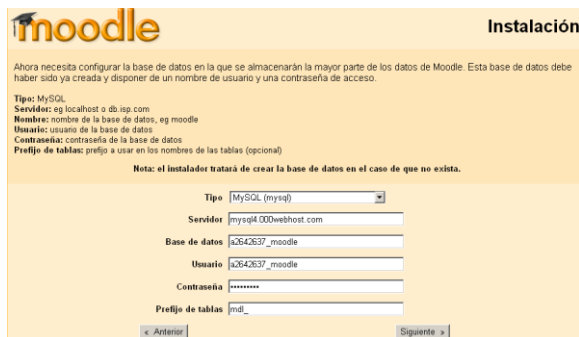 moodle
Instalación
Ahora necesita configurar la base de datos en la que se almacenarán la mayor parte de los datos de Moodle. Esta base de datos debe
haber sido ya creada y disponer de un nombre de usuario y una contraseña de acceso.
Tipo: MySQL
Servidor: eg localhost o db.isp.com
Nombre: nombre de la base de datos, eg moodle
Usuario: usuario de la base de datos
Contraseña: contraseña de la base de datos
Prefijo de tablas: prefijo a usar en los nombres de las tablas (opcional)
Nota: el instalador tratará de crear la base de datos en el caso de que no exista.
Tipo MySQL (mysql)
Servidor mysql4.000webhost.com
Base de datos a2642637_moodle
Usuario a2642637_moodle
Contraseña •••••••••
Prefijo de tablas mdl_
« Anterior Siguiente »